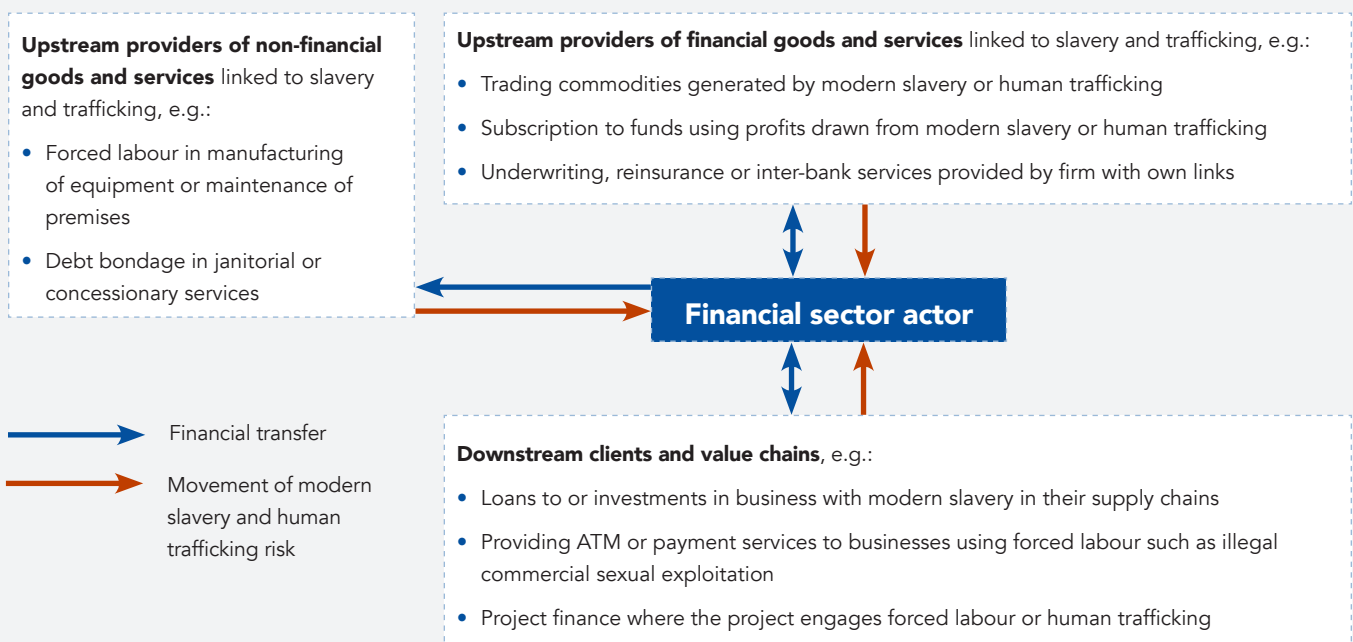 Upstream providers of non-financial
goods and services linked to slavery
and trafficking, e.g.:
• Forced labour in manufacturing
of equipment or maintenance of
premises
• Debt bondage in janitorial or
concessionary services
Upstream providers of financial goods and services linked to slavery and trafficking, e.g.:
• Trading commodities generated by modern slavery or human trafficking
• Subscription to funds using profits drawn from modern slavery or human trafficking
• Underwriting, reinsurance or inter-bank services provided by firm with own links
Financial sector actor
Financial transfer
Movement of modern
slavery and human
trafficking risk
Downstream clients and value chains, e.g.:
• Loans to or investments in business with modern slavery in their supply chains
• Providing ATM or payment services to businesses using forced labour such as illegal
commercial sexual exploitation
• Project finance where the project engages forced labour or human trafficking